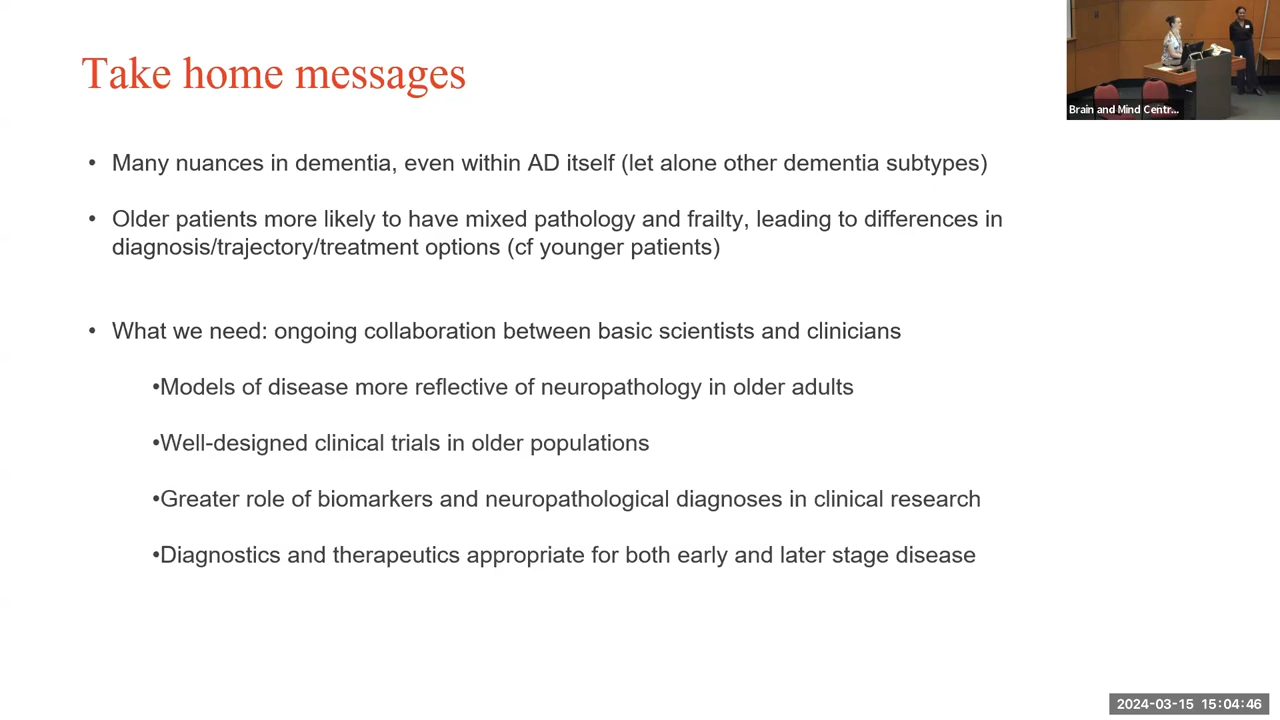 Take home messages
Brain and Mind Centr...
• Many nuances in dementia, even within AD itself (let alone other dementia subtypes)
• Older patients more likely to have mixed pathology and frailty, leading to differences in
diagnosis/trajectory/treatment options (cf younger patients)
• What we need: ongoing collaboration between basic scientists and clinicians
•Models of disease more reflective of neuropathology in older adults
•Well-designed clinical trials in older populations
•Greater role of biomarkers and neuropathological diagnoses in clinical research
•Diagnostics and therapeutics appropriate for both early and later stage disease
2024-03-15 15:04:46